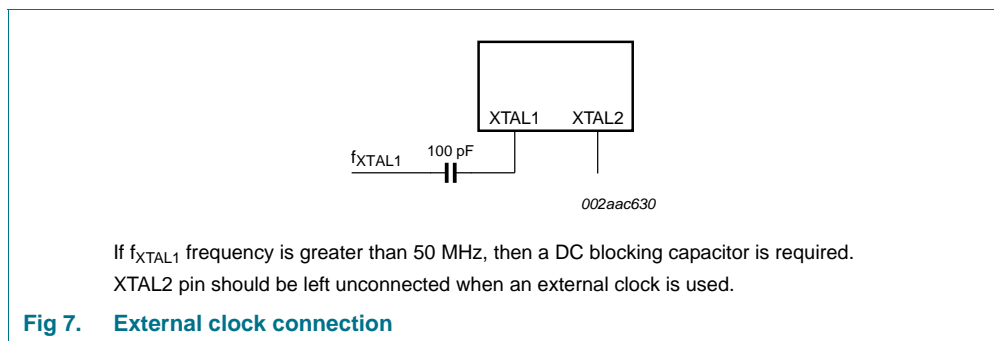 XTAL1 XTAL2
fXTAL1 100 pF
002aac630
If fXTAL1 frequency is greater than 50 MHz, then a DC blocking capacitor is required.
XTAL2 pin should be left unconnected when an external clock is used.
Fig 7. External clock connection